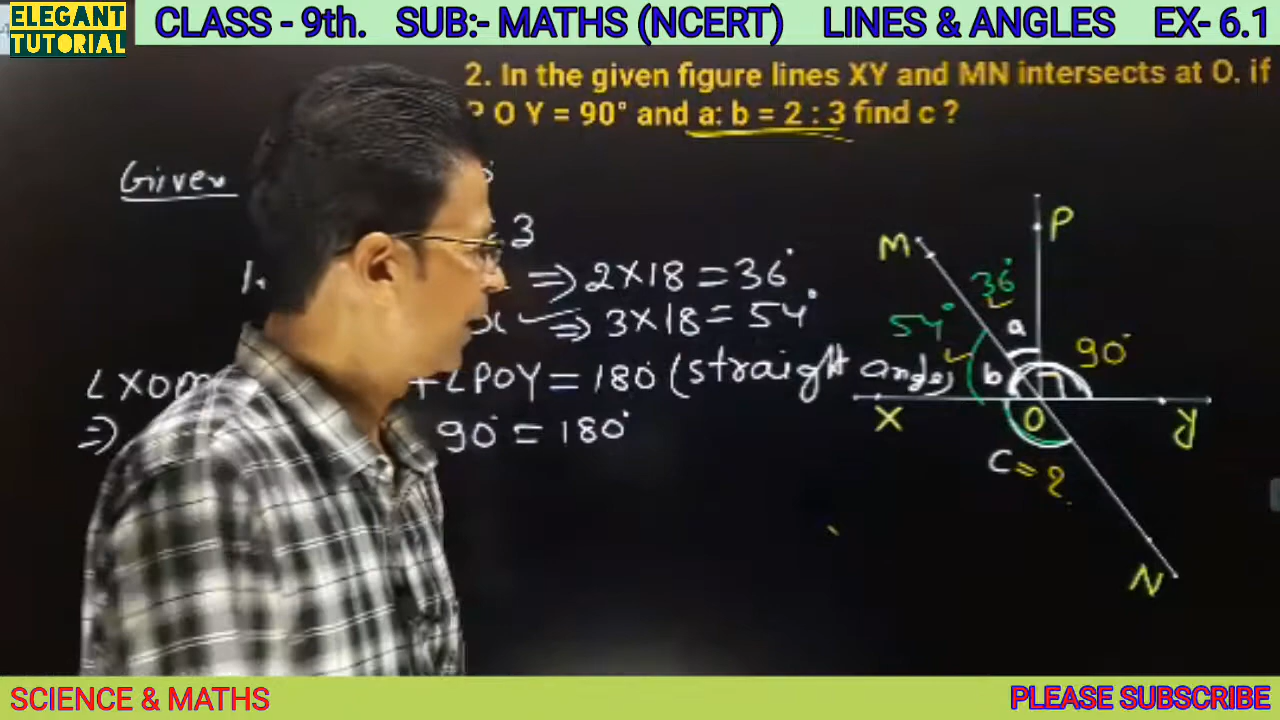 ELEGANT
TUTORIAL
CLASS - 9th. SUB:- MATHS (NCERT) LINES & ANGLES EX- 6.1
2. In the given figure lines XY and MN intersects at O. if
P O Y = 90° and a: b = 2 : 3 find c ?
Given
3
⇒ 2×18 = 36°
x ⇒ 3×18 = 54°
∠XOM + ∠POY = 180° (straight angle)
⇒ 90° = 180°
M
P
36°
54°
a
90°
b
X
O
Y
C = ?
N
SCIENCE & MATHS
PLEASE SUBSCRIBE